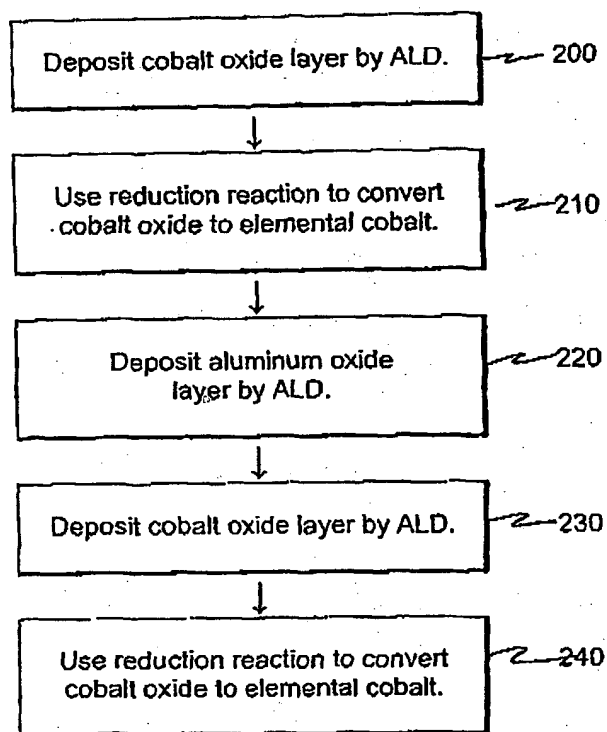 Deposit cobalt oxide layer by ALD.
200
Use reduction reaction to convert
cobalt oxide to elemental cobalt.
210
Deposit aluminum oxide
layer by ALD.
220
Deposit cobalt oxide layer by ALD.
230
Use reduction reaction to convert
cobalt oxide to elemental cobalt.
240